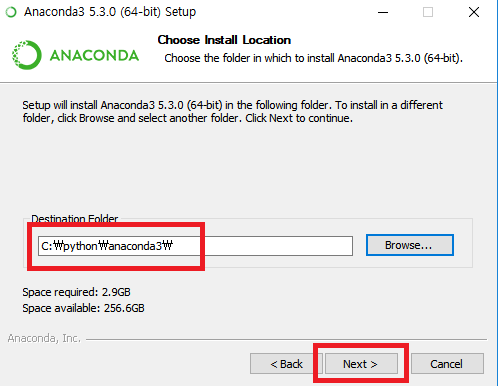 Anaconda3 5.3.0 (64-bit) Setup
ANACONDA
Choose Install Location
Choose the folder in which to install Anaconda3 5.3.0 (64-bit).
Setup will install Anaconda3 5.3.0 (64-bit) in the following folder. To install in a different
folder, click Browse and select another folder. Click Next to continue.
Destination Folder
C:₩python₩anaconda3₩
Browse...
Space required: 2.9GB
Space available: 256.6GB
Anaconda, Inc.
< Back
Next >
Cancel